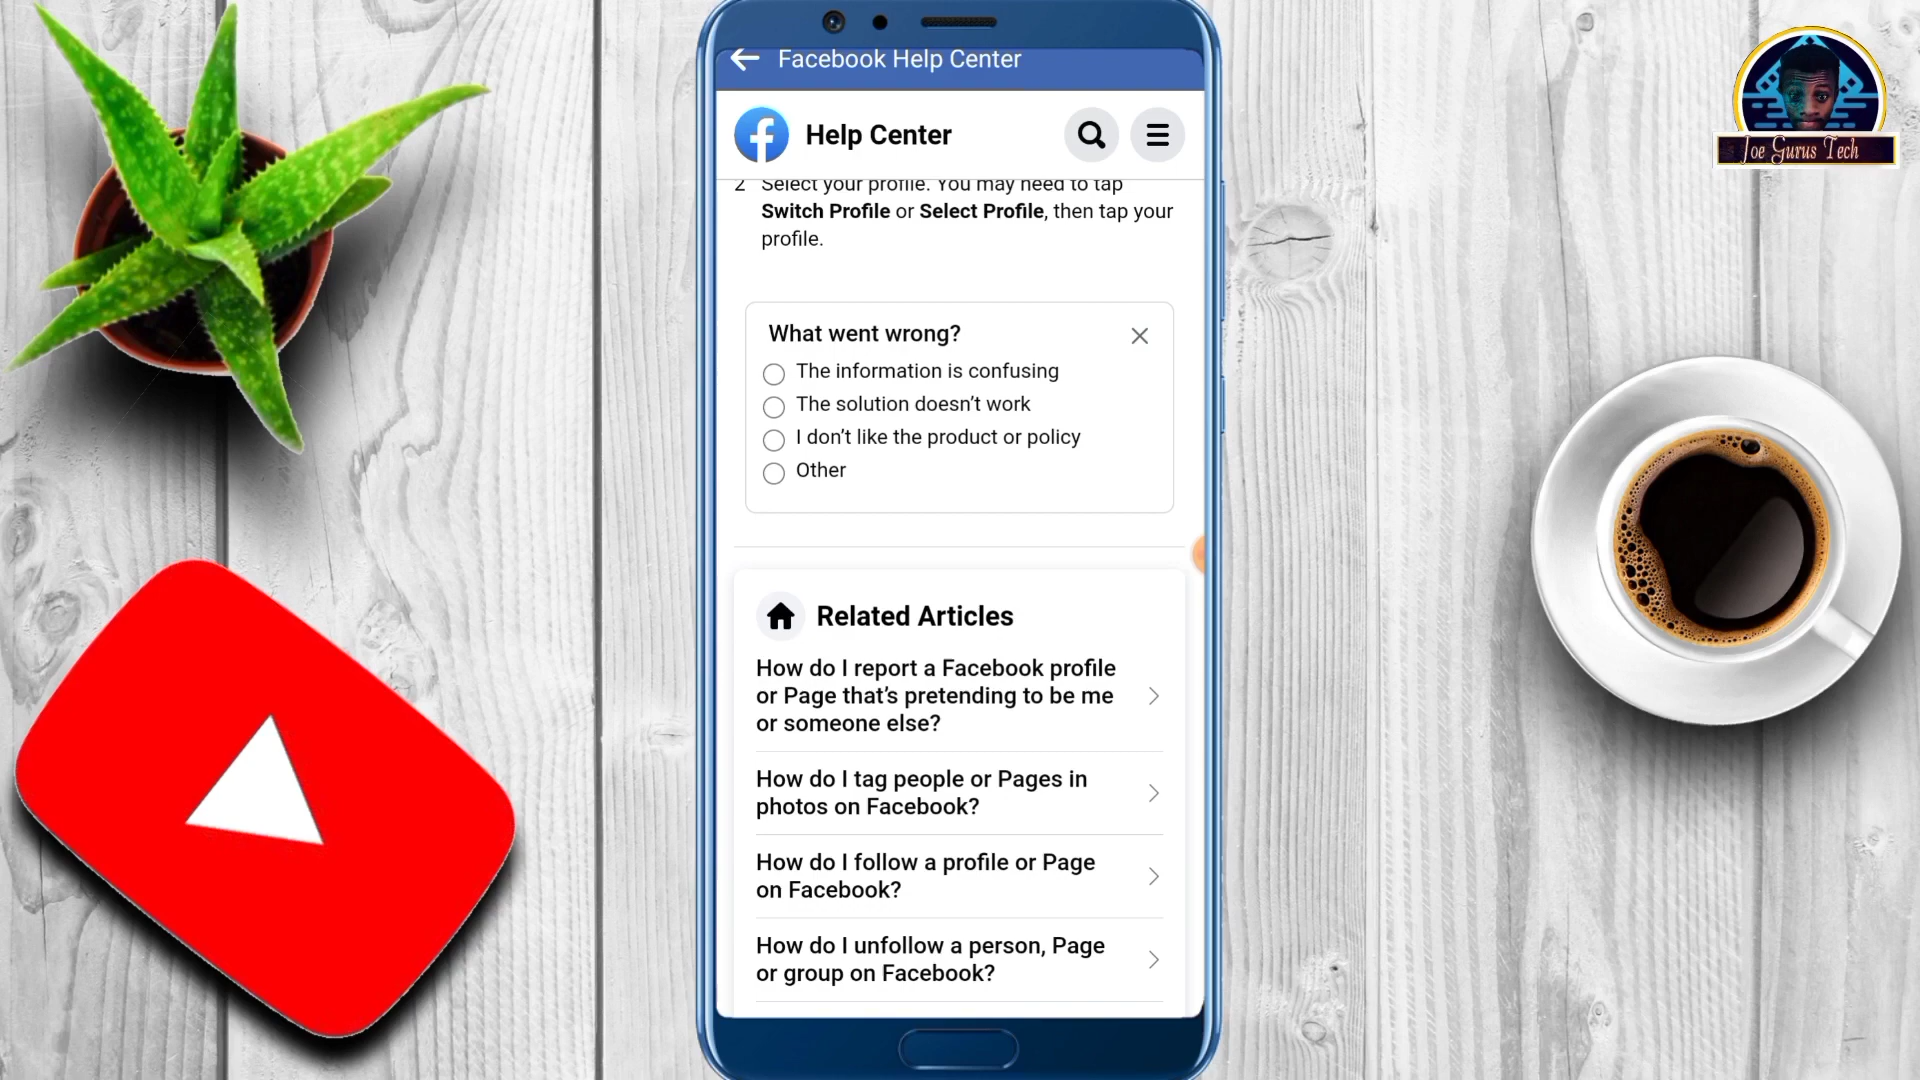 Facebook Help Center
Help Center
2 Select your profile. You may need to tap
Switch Profile or Select Profile, then tap your
profile.
What went wrong?
The information is confusing
The solution doesn’t work
I don’t like the product or policy
Other
Related Articles
How do I report a Facebook profile
or Page that’s pretending to be me
or someone else?
How do I tag people or Pages in
photos on Facebook?
How do I follow a profile or Page
on Facebook?
How do I unfollow a person, Page
or group on Facebook?
Joe Gurus Tech